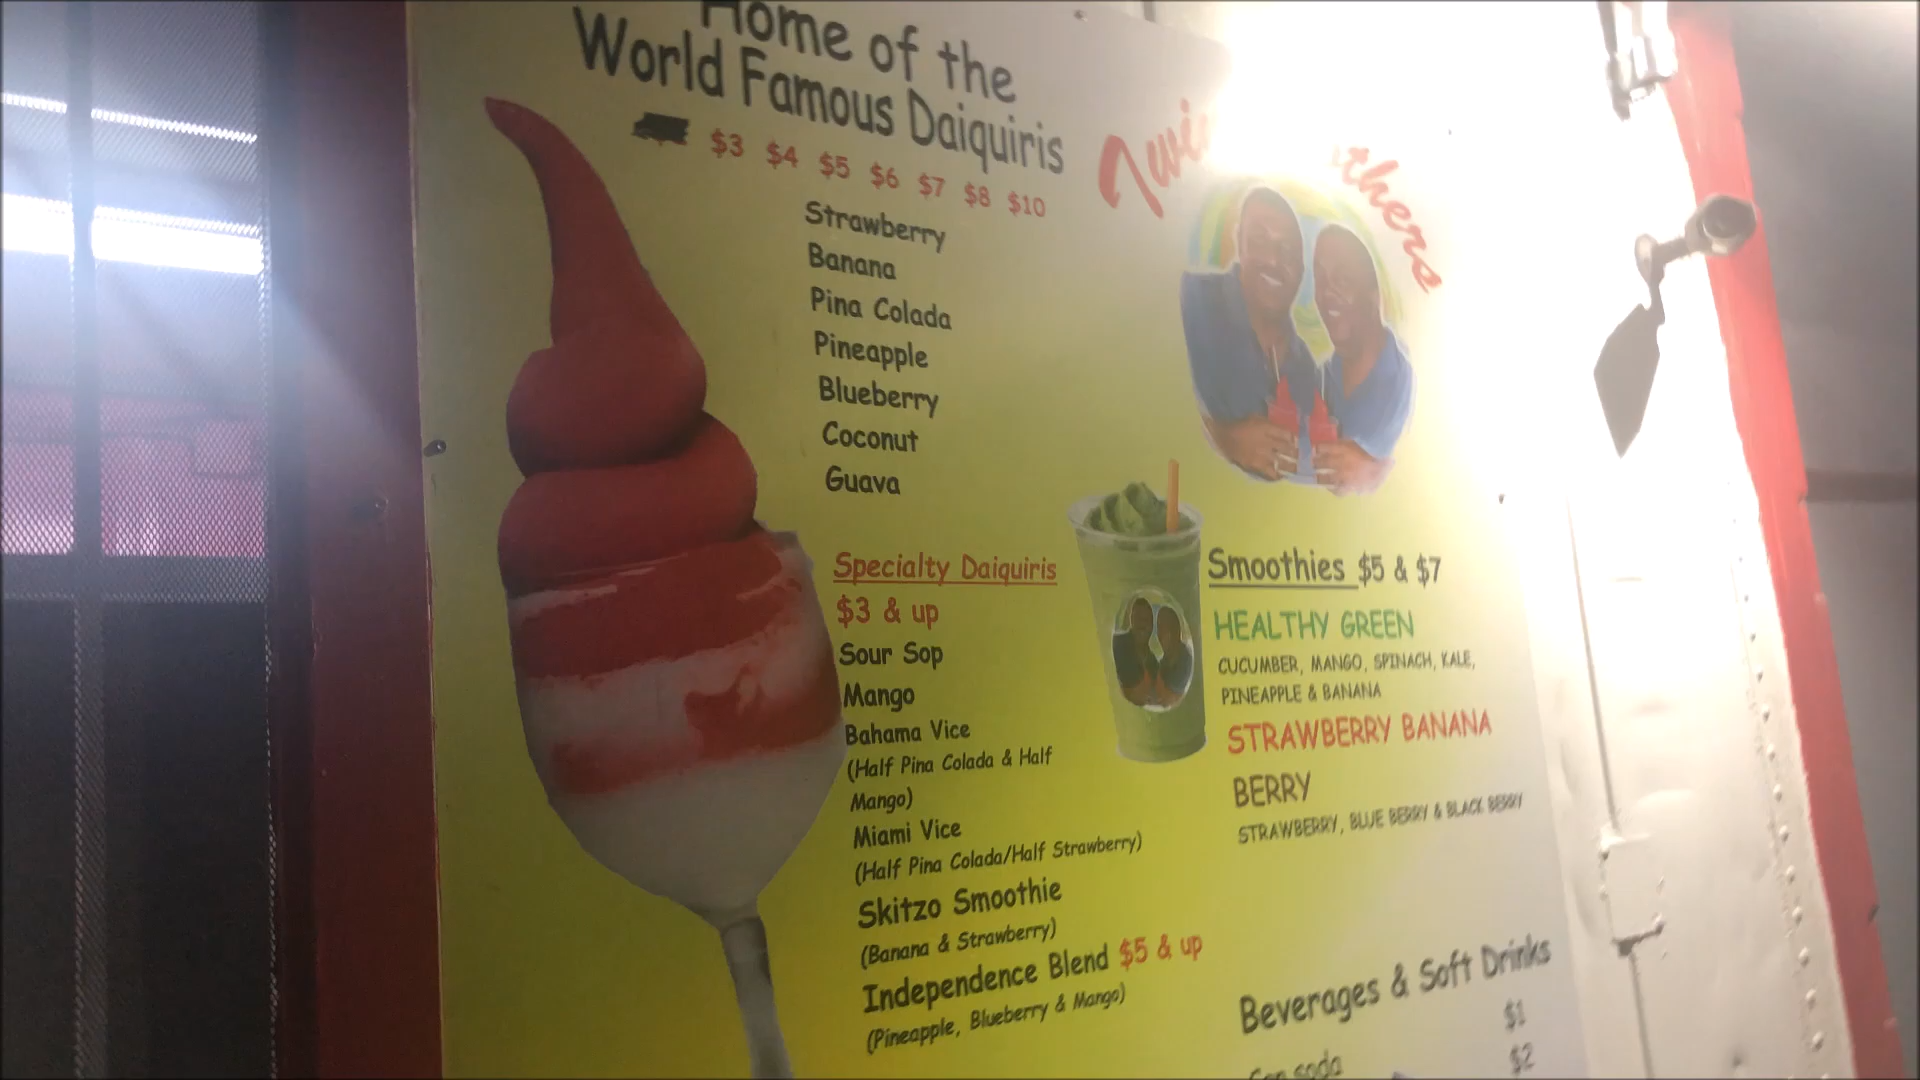 Home of the
World Famous Daiquiris
$3 $4 $5 $6 $7 $8 $10
Strawberry
Banana
Pina Colada
Pineapple
Blueberry
Coconut
Guava
Specialty Daiquiris
$3 & up
Sour Sop
Mango
Bahama Vice
(Half Pina Colada & Half
Mango)
Miami Vice
(Half Pina Colada/Half Strawberry)
Skitzo Smoothie
(Banana & Strawberry)
Independence Blend $5 & up
(Pineapple, Blueberry & Mango)
Smoothies $5 & $7
HEALTHY GREEN
CUCUMBER, MANGO, SPINACH, KALE,
PINEAPPLE & BANANA
STRAWBERRY BANANA
BERRY
STRAWBERRY, BLUE BERRY & BLACK BERRY
Beverages & Soft Drinks
$1
soda $2